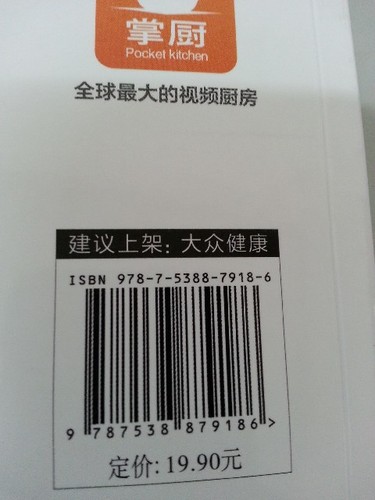 掌厨
Pocket kitchen
全球最大的视频厨房
建议上架：大众健康
ISBN 978-7-5388-7918-6
9 787538 879186 >
定价: 19.90元